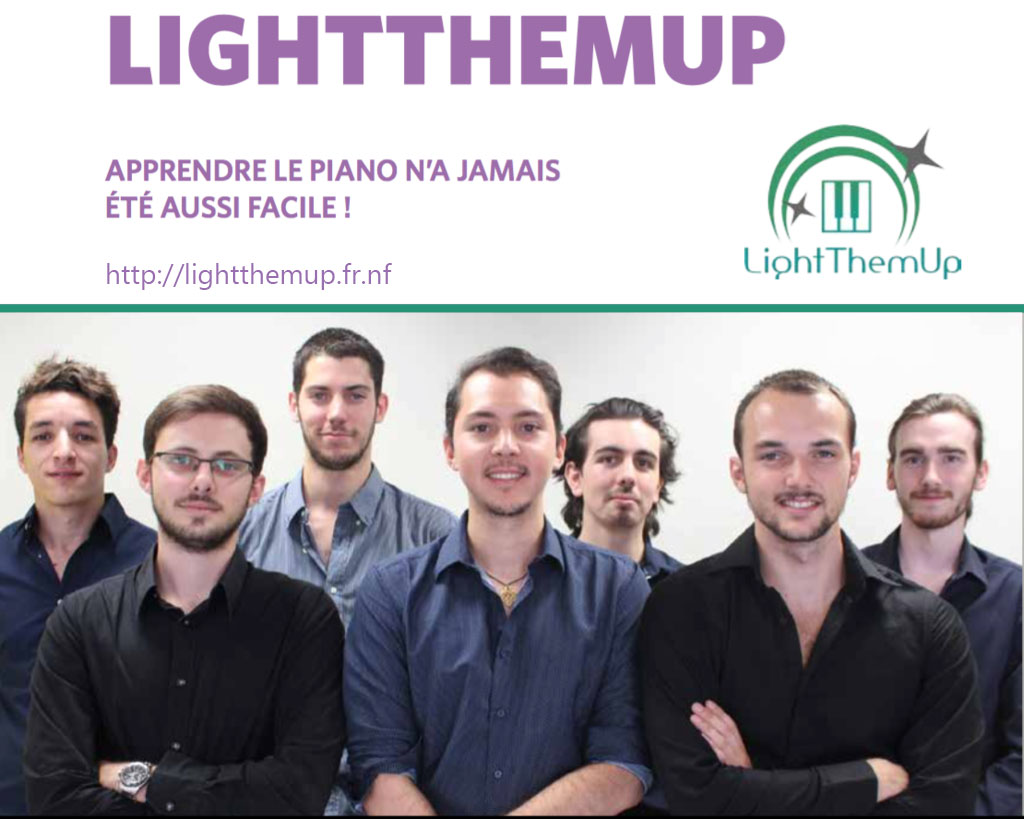 LIGHTTHEMUP
APPRENDRE LE PIANO N'A JAMAIS
ÉTÉ AUSSI FACILE !
http://lightthemup.fr.nf
LightThemUp